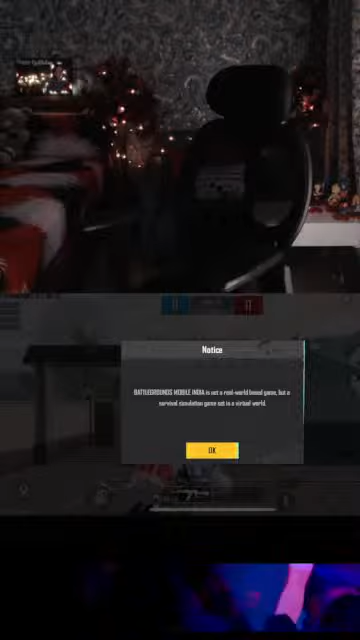 Notice
BATTLEGROUNDS MOBILE INDIA is not a real-world based game, but a
survival simulation game set in a virtual world.
OK